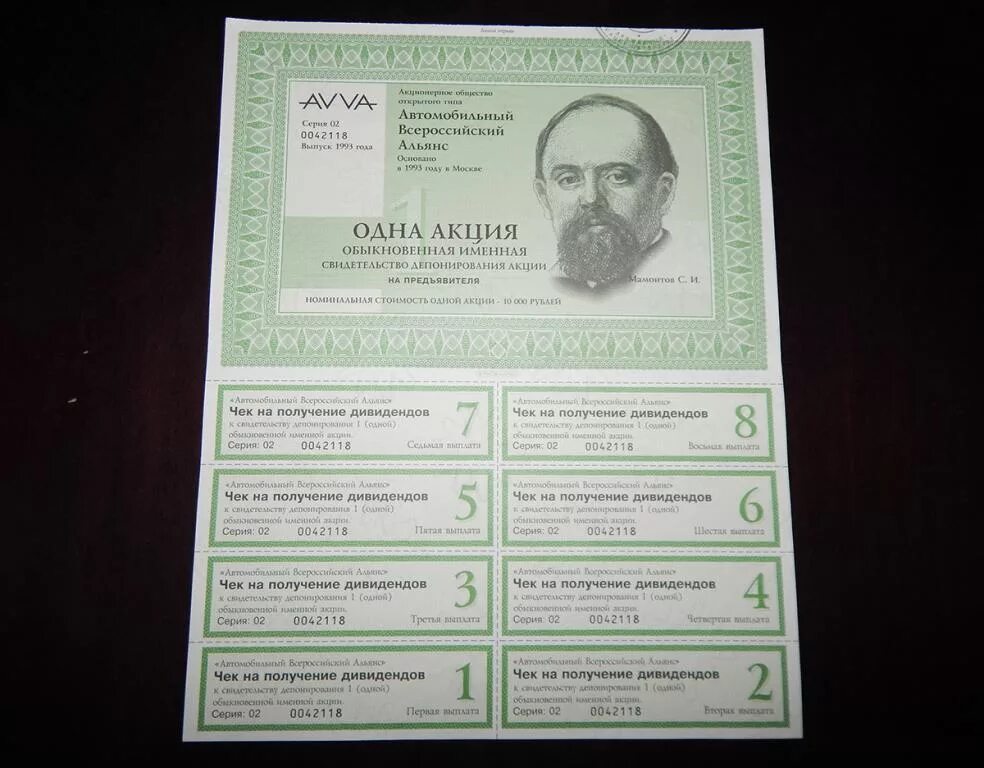 AVVA
Серия 02
0042118
Выпуск 1993 года
Акционерное общество
открытого типа
Автомобильный
Всероссийский
Альянс
Основано
в 1993 году в Москве
1
ОДНА АКЦИЯ
ОБЫКНОВЕННАЯ ИМЕННАЯ
СВИДЕТЕЛЬСТВО ДЕПОНИРОВАНИЯ АКЦИИ
НА ПРЕДЪЯВИТЕЛЯ
Мамонтов С. И.
НОМИНАЛЬНАЯ СТОИМОСТЬ ОДНОЙ АКЦИИ - 10 000 РУБЛЕЙ
«Автомобильный Всероссийский Альянс»
Чек на получение дивидендов
к свидетельству депонирования 1 (одной)
обыкновенной именной акции.
Серия: 02 0042118
7
Седьмая выплата
«Автомобильный Всероссийский Альянс»
Чек на получение дивидендов
к свидетельству депонирования 1 (одной)
обыкновенной именной акции.
Серия: 02 0042118
8
Восьмая выплата
«Автомобильный Всероссийский Альянс»
Чек на получение дивидендов
к свидетельству депонирования 1 (одной)
обыкновенной именной акции.
Серия: 02 0042118
5
Пятая выплата
«Автомобильный Всероссийский Альянс»
Чек на получение дивидендов
к свидетельству депонирования 1 (одной)
обыкновенной именной акции.
Серия: 02 0042118
6
Шестая выплата
«Автомобильный Всероссийский Альянс»
Чек на получение дивидендов
к свидетельству депонирования 1 (одной)
обыкновенной именной акции.
Серия: 02 0042118
3
Третья выплата
«Автомобильный Всероссийский Альянс»
Чек на получение дивидендов
к свидетельству депонирования 1 (одной)
обыкновенной именной акции.
Серия: 02 0042118
4
Четвертая выплата
«Автомобильный Всероссийский Альянс»
Чек на получение дивидендов
к свидетельству депонирования 1 (одной)
обыкновенной именной акции.
Серия: 02 0042118
1
Первая выплата
«Автомобильный Всероссийский Альянс»
Чек на получение дивидендов
к свидетельству депонирования 1 (одной)
обыкновенной именной акции.
Серия: 02 0042118
2
Вторая выплата